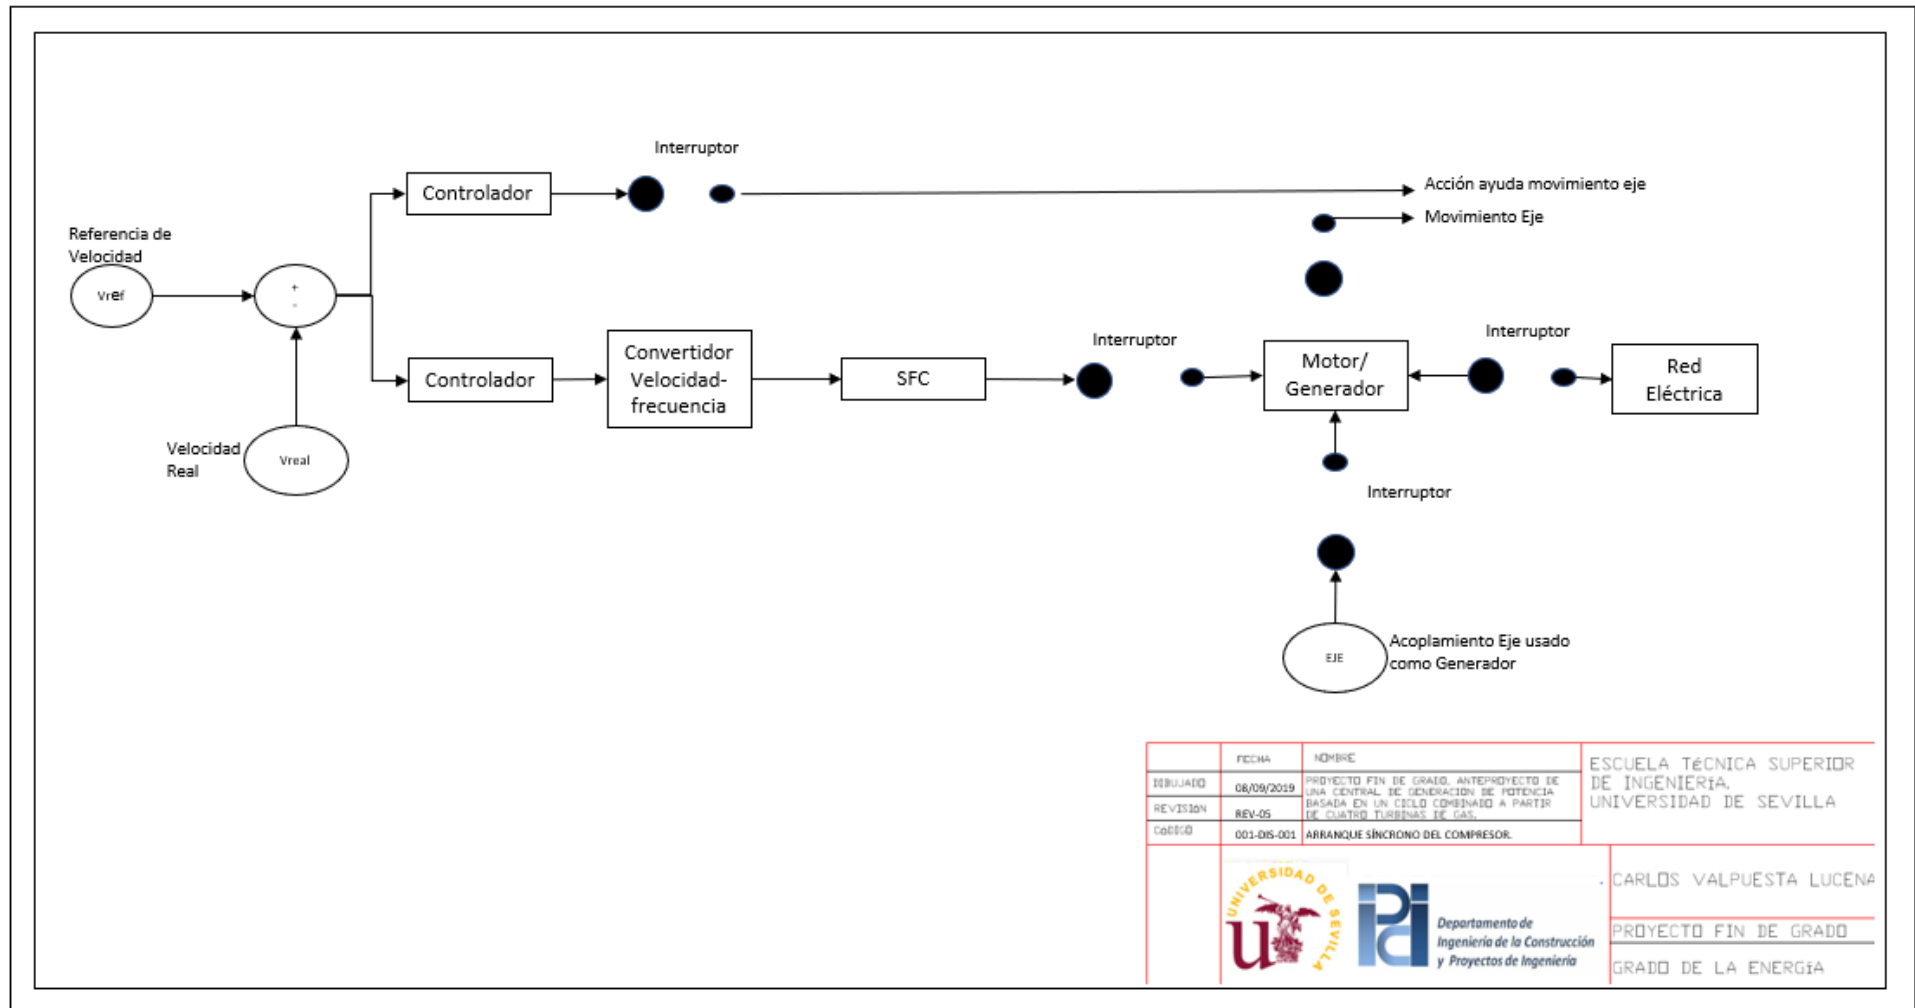 Interruptor
Controlador
Acción ayuda movimiento eje
Movimiento Eje
Referencia de
Velocidad
Vref
+
-
Interruptor
Interruptor
Controlador
Convertidor
Velocidad-
frecuencia
SFC
Motor/
Generador
Red
Eléctrica
Velocidad
Real
Vreal
Interruptor
EJE
Acoplamiento Eje usado
como Generador
FECHA
NOMBRE
DIBUJADO
08/09/2019
PROYECTO FIN DE GRADO. ANTEPROYECTO DE
UNA CENTRAL DE GENERACION DE POTENCIA
BASADA EN UN CICLO COMBINADO A PARTIR
DE CUATRO TURBINAS DE GAS.
REVISIóN
REV-05
CóDIGO
001-DIS-001
ARRANQUE SÍNCRONO DEL COMPRESOR.
ESCUELA TéCNICA SUPERIOR
DE INGENIERíA.
UNIVERSIDAD DE SEVILLA
UNIVERSIDAD DE SEVILLA
Departamento de
Ingeniería de la Construcción
y Proyectos de Ingeniería
CARLOS VALPUESTA LUCENA
PROYECTO FIN DE GRADO
GRADO DE LA ENERGíA